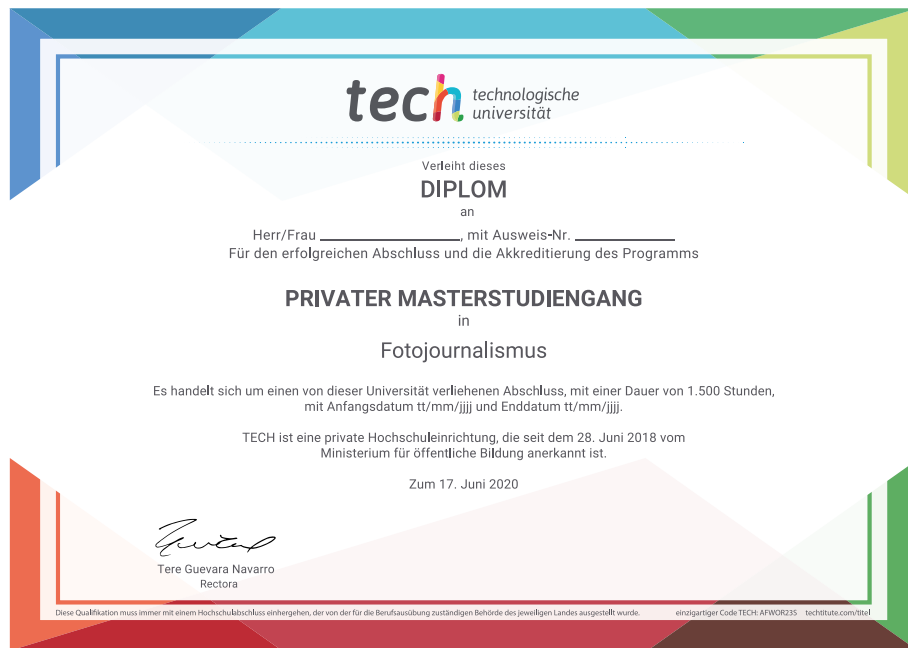 tech technologische
universität
Verleiht dieses
DIPLOM
an
Herr/Frau ____________, mit Ausweis-Nr. ____________
Für den erfolgreichen Abschluss und die Akkreditierung des Programms
PRIVATER MASTERSTUDIENGANG
in
Fotojournalismus
Es handelt sich um einen von dieser Universität verliehenen Abschluss, mit einer Dauer von 1.500 Stunden,
mit Anfangsdatum tt/mm/jjjj und Enddatum tt/mm/jjjj.
TECH ist eine private Hochschuleinrichtung, die seit dem 28. Juni 2018 vom
Ministerium für öffentliche Bildung anerkannt ist.
Zum 17. Juni 2020
Tere Guevara Navarro
Rectora
Diese Qualifikation muss immer mit einem Hochschulabschluss einhergehen, der von der für die Berufsausübung zuständigen Behörde des jeweiligen Landes ausgestellt wurde. einzigartiger Code TECH: AFWOR23S techtitute.com/titel